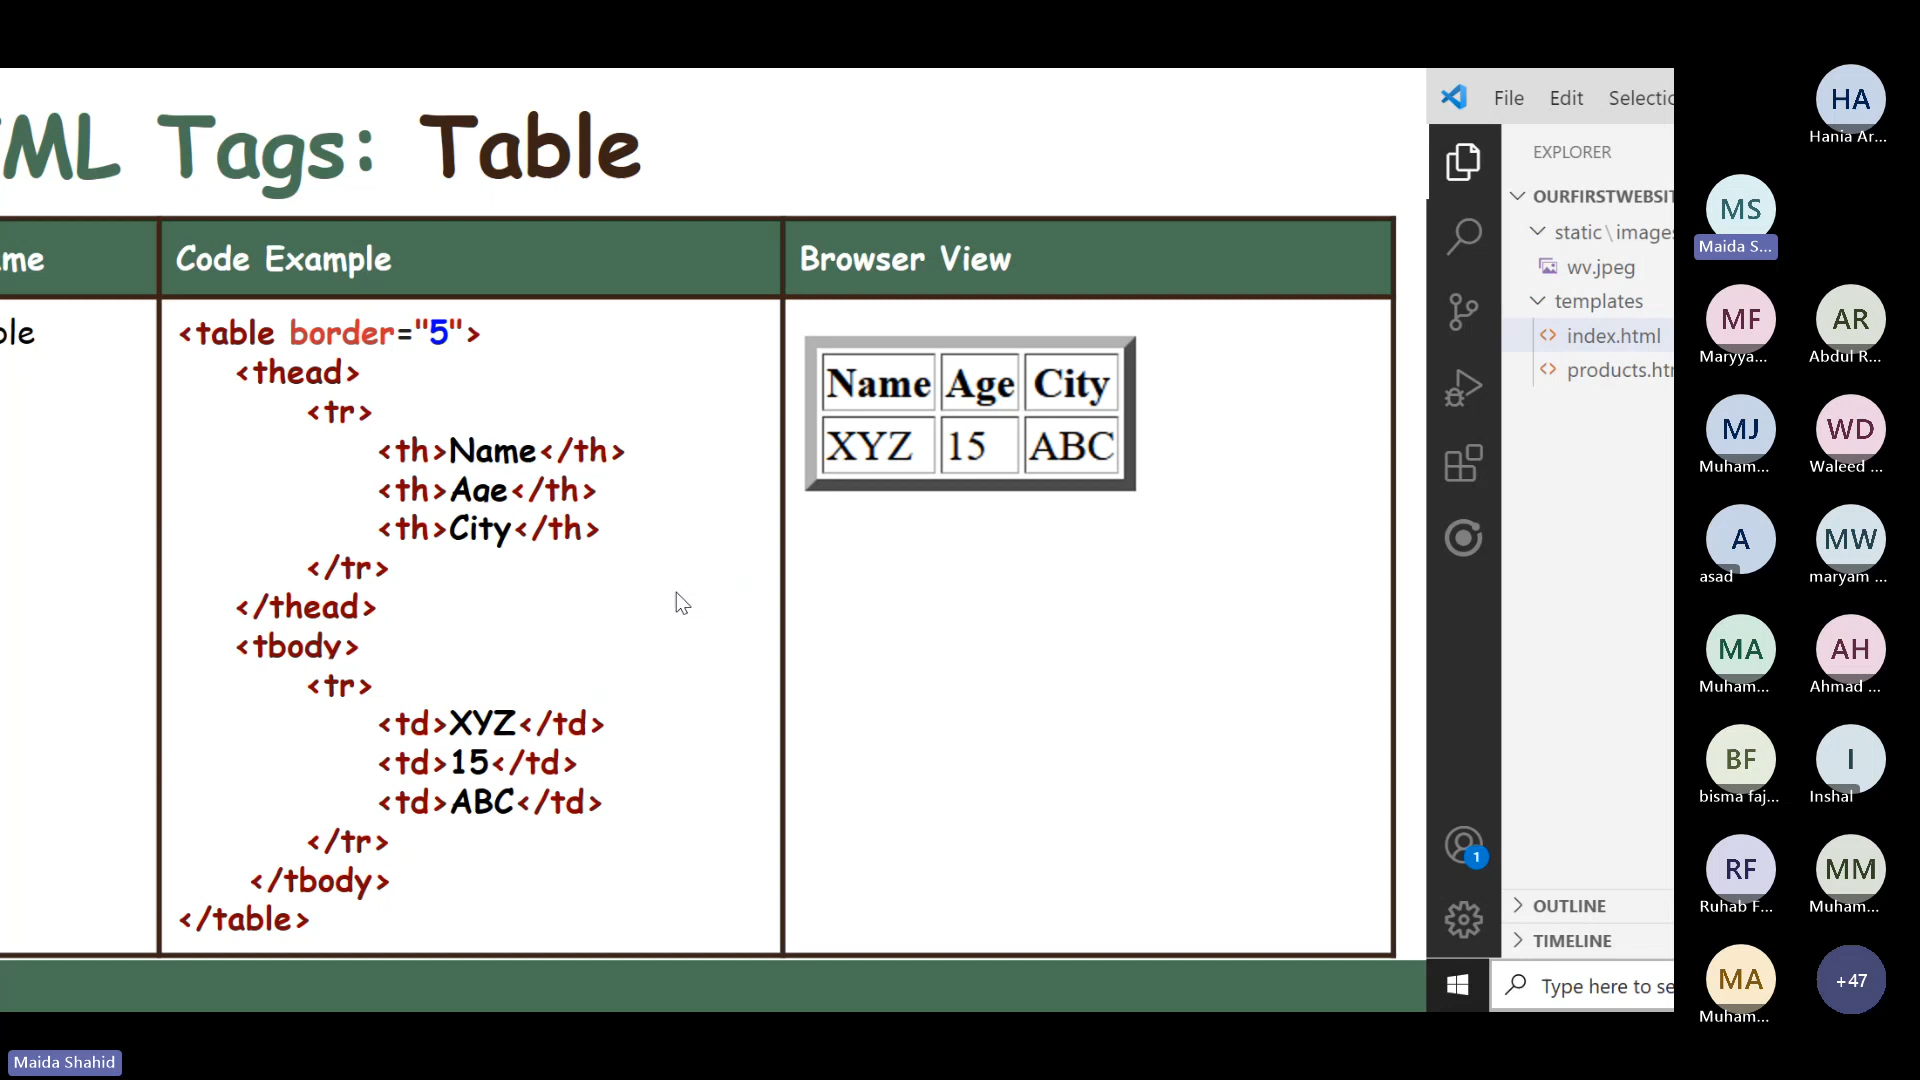 ML Tags: Table
me
Code Example
Browser View
ble
<table border="5">
<thead>
<tr>
<th>Name</th>
<th>Age</th>
<th>City</th>
</tr>
</thead>
<tbody>
<tr>
<td>XYZ</td>
<td>15</td>
<td>ABC</td>
</tr>
</tbody>
</table>
Name Age City
XYZ 15 ABC
File Edit Selectio
EXPLORER
OURFIRSTWEBSIT
static\images
wv.jpeg
templates
index.html
products.htm
1
OUTLINE
TIMELINE
Type here to se
HA
Hania Ar...
MS
Maida S...
MF
Maryya...
AR
Abdul R...
MJ
Muham...
WD
Waleed ...
A
asad
MW
maryam ...
MA
Muham...
AH
Ahmad ...
BF
bisma faj...
I
Inshal
RF
Ruhab F...
MM
Muham...
MA
Muham...
+47
Maida Shahid